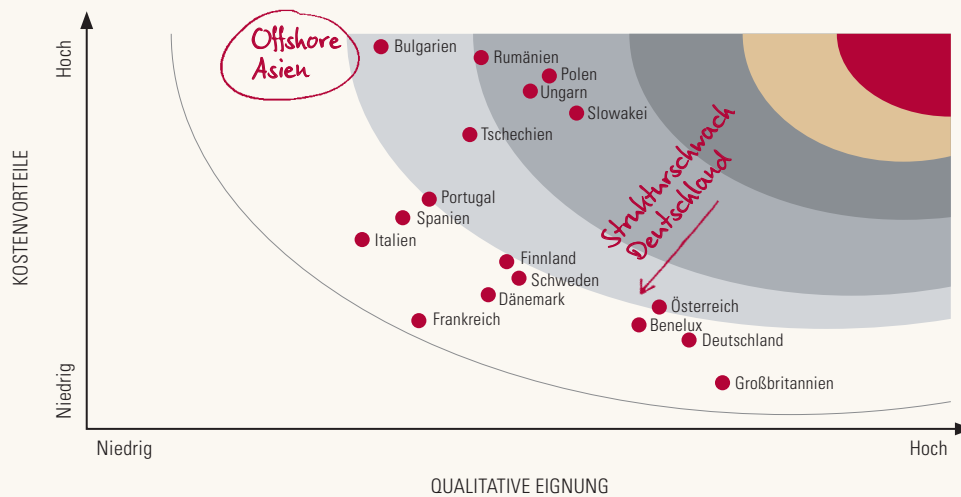 Hoch
KOSTENVORTEILE
Niedrig
Offshore
Asien
Bulgarien
Rumänien
Polen
Ungarn
Slowakei
Tschechien
Strukturschwach
Deutschland
Portugal
Spanien
Italien
Finnland
Schweden
Dänemark
Frankreich
Österreich
Benelux
Deutschland
Großbritannien
Niedrig
Hoch
QUALITATIVE EIGNUNG